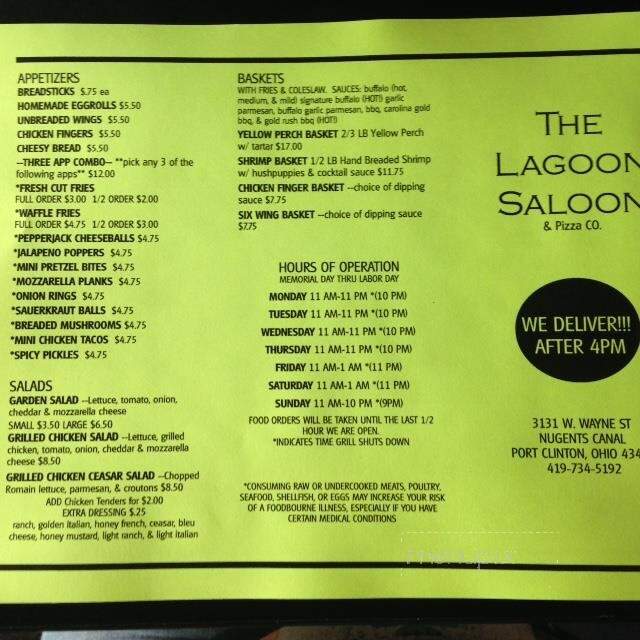 APPETIZERS
BREADSTICKS $.75 ea
HOMEMADE EGGROLLS $5.50
UNBREADED WINGS $5.50
CHICKEN FINGERS $5.50
CHEESY BREAD $5.50
--THREE APP COMBO-- **pick any 3 of the
following apps** $12.00
*FRESH CUT FRIES
FULL ORDER $3.00 1/2 ORDER $2.00
*WAFFLE FRIES
FULL ORDER $4.75 1/2 ORDER $3.00
*PEPPERJACK CHEESEBALLS $4.75
*JALAPENO POPPERS $4.75
*MINI PRETZEL BITES $4.75
*MOZZARELLA PLANKS $4.75
*ONION RINGS $4.75
*SAUERKRAUT BALLS $4.75
*BREADED MUSHROOMS $4.75
*MINI CHICKEN TACOS $4.75
*SPICY PICKLES $4.75
SALADS
GARDEN SALAD --Lettuce, tomato, onion,
cheddar & mozzarella cheese
SMALL $3.50 LARGE $6.50
GRILLED CHICKEN SALAD --Lettuce, grilled
chicken, tomato, onion, cheddar & mozzarella
cheese $8.50
GRILLED CHICKEN CEASAR SALAD --Chopped
Romain lettuce, parmesan, & croutons $8.50
ADD Chicken Tenders for $2.00
EXTRA DRESSING $.25
ranch, golden italian, honey french, ceasar, bleu
cheese, honey mustard, light ranch, & light italian
BASKETS
WITH FRIES & COLESLAW. SAUCES: buffalo (hot,
medium, & mild) signature buffalo (HOT!) garlic
parmesan, buffalo garlic parmesan, bbq, carolina gold
bbq, & gold rush bbq (HOT!)
YELLOW PERCH BASKET 2/3 LB Yellow Perch
w/ tartar $17.00
SHRIMP BASKET 1/2 LB Hand Breaded Shrimp
w/ hushpuppies & cocktail sauce $11.75
CHICKEN FINGER BASKET --choice of dipping
sauce $7.75
SIX WING BASKET --choice of dipping sauce
$7.75
HOURS OF OPERATION
MEMORIAL DAY THRU LABOR DAY
MONDAY 11 AM-11 PM *(10 PM)
TUESDAY 11 AM-11 PM *(10 PM)
WEDNESDAY 11 AM-11 PM *(10 PM)
THURSDAY 11 AM-11 PM *(10 PM)
FRIDAY 11 AM-1 AM *(11 PM)
SATURDAY 11 AM-1 AM *(11 PM)
SUNDAY 11 AM-10 PM *(9PM)
FOOD ORDERS WILL BE TAKEN UNTIL THE LAST 1/2
HOUR WE ARE OPEN.
*INDICATES TIME GRILL SHUTS DOWN
*CONSUMING RAW OR UNDERCOOKED MEATS, POULTRY,
SEAFOOD, SHELLFISH, OR EGGS MAY INCREASE YOUR RISK
OF A FOODBOURNE ILLNESS, ESPECIALLY IF YOU HAVE
CERTAIN MEDICAL CONDITIONS
THE
LAGOON
SALOON
& Pizza CO.
WE DELIVER!!!
AFTER 4PM
3131 W. WAYNE ST
NUGENTS CANAL
PORT CLINTON, OHIO 434
419-734-5192